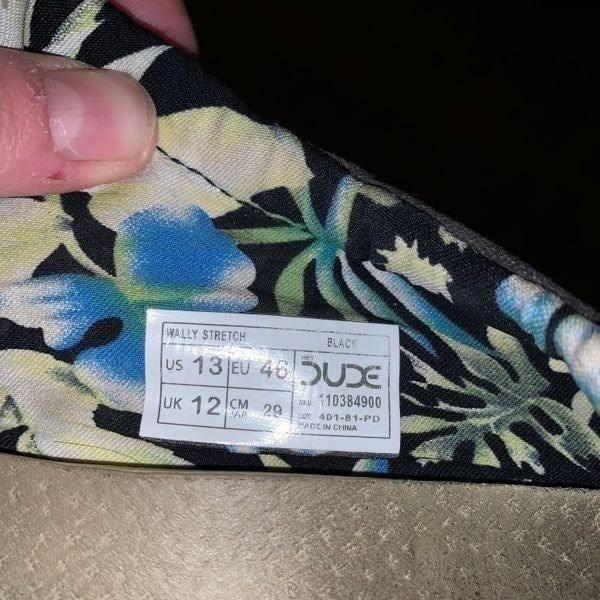 WALLY STRETCH BLACK
US 13 EU 46
UK 12 CM 29
HEY
DUDE
SKU: 110384900
LOT: 401-81-PD
MADE IN CHINA